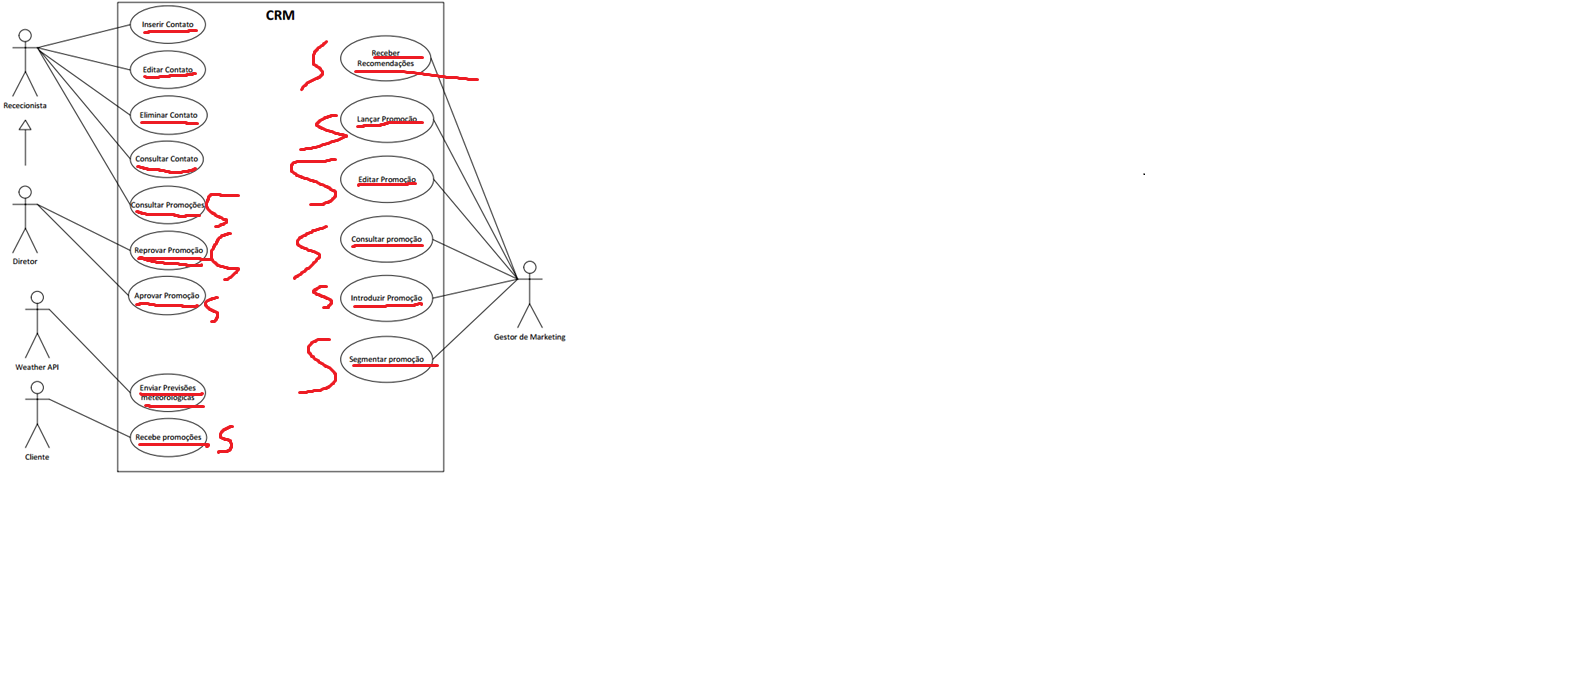 CRM
Inserir Contato
Editar Contato
Eliminar Contato
Consultar Contato
Consultar Promoções
Reprovar Promoção
Aprovar Promoção
Enviar Previsões
meteorológicas
Recebe promoções
Rececionista
Diretor
Weather API
Cliente
Receber
Recomendações
Lançar Promoção
Editar Promoção
Consultar promoção
Introduzir Promoção
Segmentar promoção
Gestor de Marketing
S
S
S
S
S
S
S
S
S
S